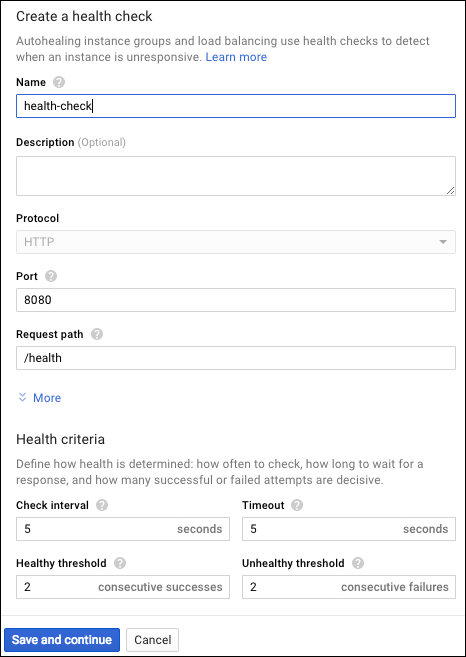 Create a health check
Autohealing instance groups and load balancing use health checks to detect
when an instance is unresponsive. Learn more
Name ?
health-check
Description (Optional)
Protocol
HTTP
Port ?
8080
Request path ?
/health
More
Health criteria
Define how health is determined: how often to check, how long to wait for a
response, and how many successful or failed attempts are decisive.
Check interval ? Timeout ?
5 seconds 5 seconds
Healthy threshold ? Unhealthy threshold ?
2 consecutive successes 2 consecutive failures
Save and continue Cancel